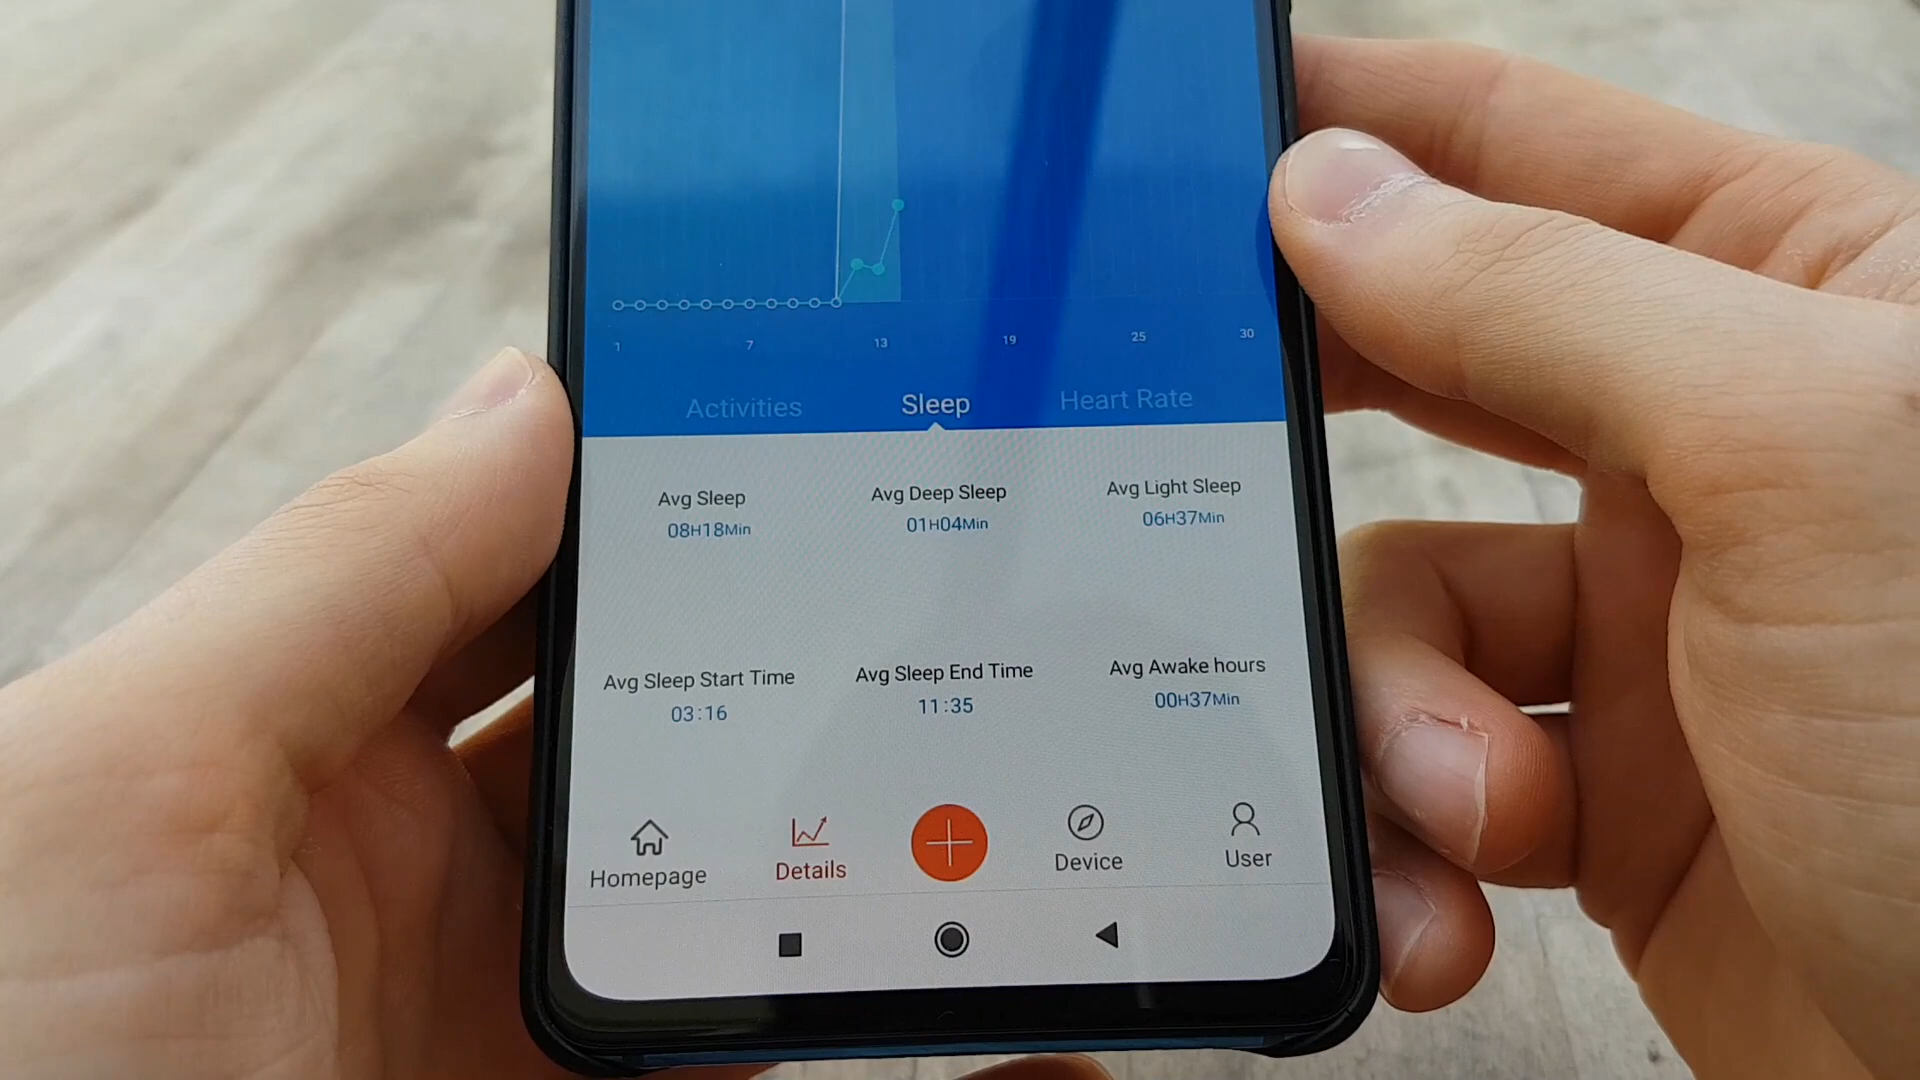 1 7 13 19 25 30
Activities Sleep Heart Rate
Avg Sleep Avg Deep Sleep Avg Light Sleep
08H18Min 01H04Min 06H37Min
Avg Sleep Start Time Avg Sleep End Time Avg Awake hours
03:16 11:35 00H37Min
Homepage Details Device User